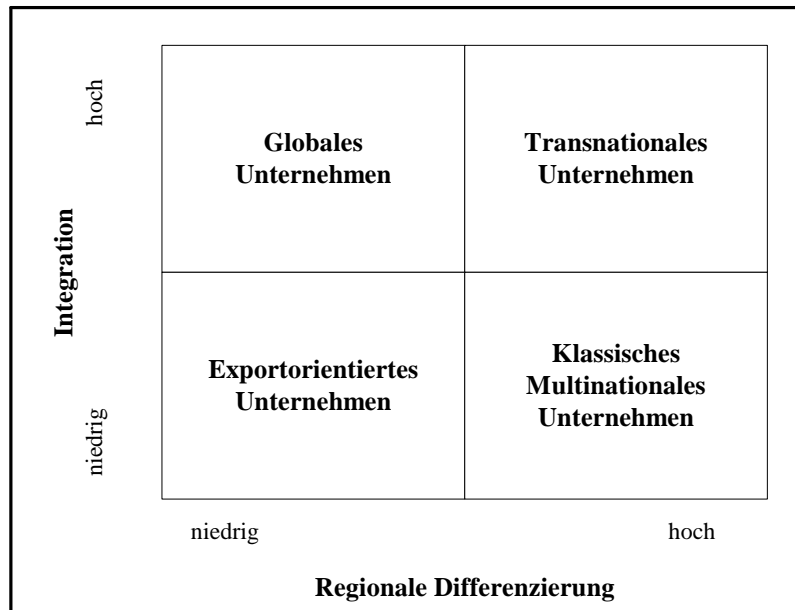 hoch
Globales
Unternehmen
Transnationales
Unternehmen
Integration
Exportorientiertes
Unternehmen
Klassisches
Multinationales
Unternehmen
niedrig
niedrig
hoch
Regionale Differenzierung